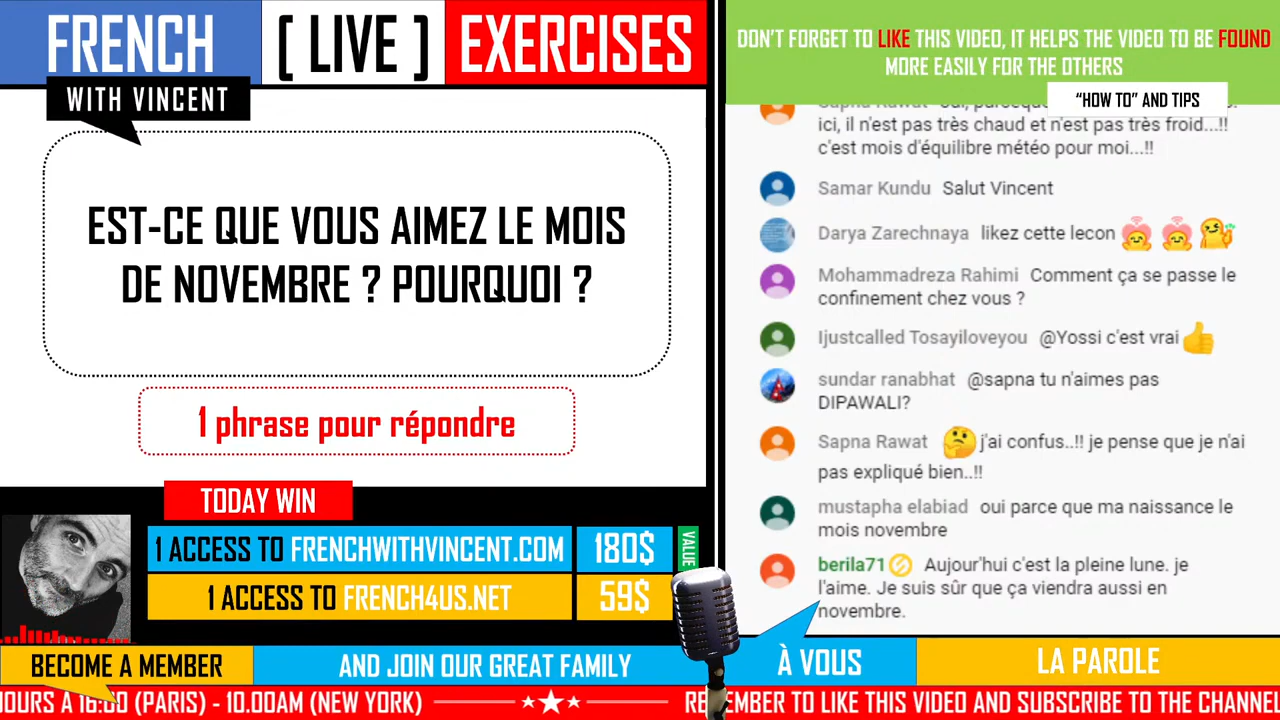 FRENCH [ LIVE ] EXERCISES
WITH VINCENT
EST-CE QUE VOUS AIMEZ LE MOIS
DE NOVEMBRE ? POURQUOI ?
1 phrase pour répondre
TODAY WIN
1 ACCESS TO FRENCHWITHVINCENT.COM 180$
1 ACCESS TO FRENCH4US.NET 59$
VALUE
DON'T FORGET TO LIKE THIS VIDEO, IT HELPS THE VIDEO TO BE FOUND
MORE EASILY FOR THE OTHERS
"HOW TO" AND TIPS
Sapna Rawat Oui,
ici, il n'est pas très chaud et n'est pas très froid...!!
c'est mois d'équilibre météo pour moi...!!
Samar Kundu Salut Vincent
Darya Zarechnaya likez cette lecon
Mohammadreza Rahimi Comment ça se passe le
confinement chez vous ?
Ijustcalled Tosayiloveyou @Yossi c'est vrai
sundar ranabhat @sapna tu n'aimes pas
DIPAWALI?
Sapna Rawat j'ai confus..!! je pense que je n'ai
pas expliqué bien..!!
mustapha elabiad oui parce que ma naissance le
mois novembre
berila71 Aujourd'hui c'est la pleine lune. je
l'aime. Je suis sûr que ça viendra aussi en
novembre.
BECOME A MEMBER AND JOIN OUR GREAT FAMILY À VOUS LA PAROLE
JOURS A 16:00 (PARIS) - 10.00AM (NEW YORK) REMEMBER TO LIKE THIS VIDEO AND SUBSCRIBE TO THE CHANNEL